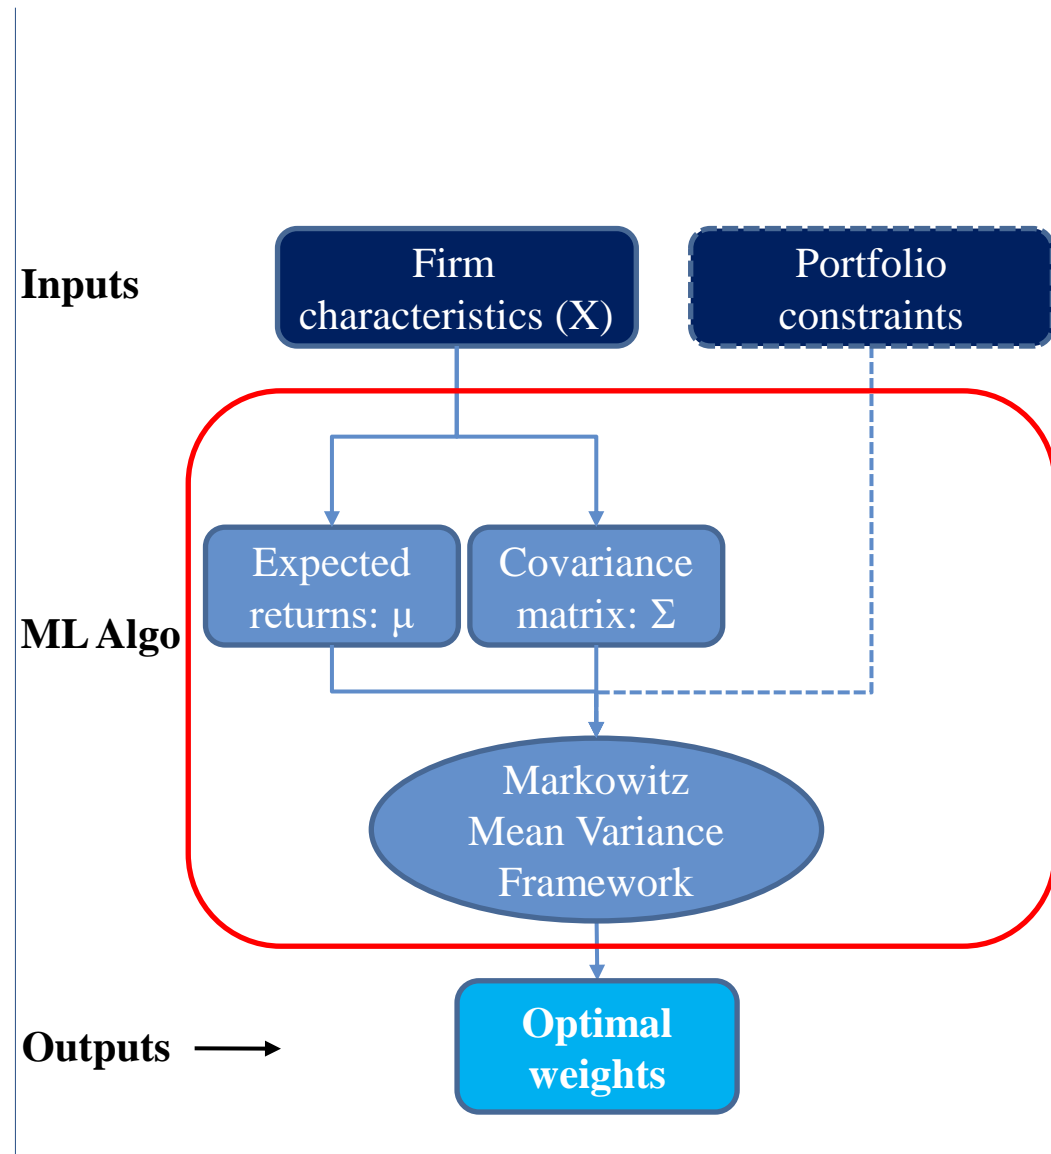 Inputs
Firm
characteristics (X)
Portfolio
constraints
ML Algo
Expected
returns: μ
Covariance
matrix: Σ
Markowitz
Mean Variance
Framework
Outputs
Optimal
weights